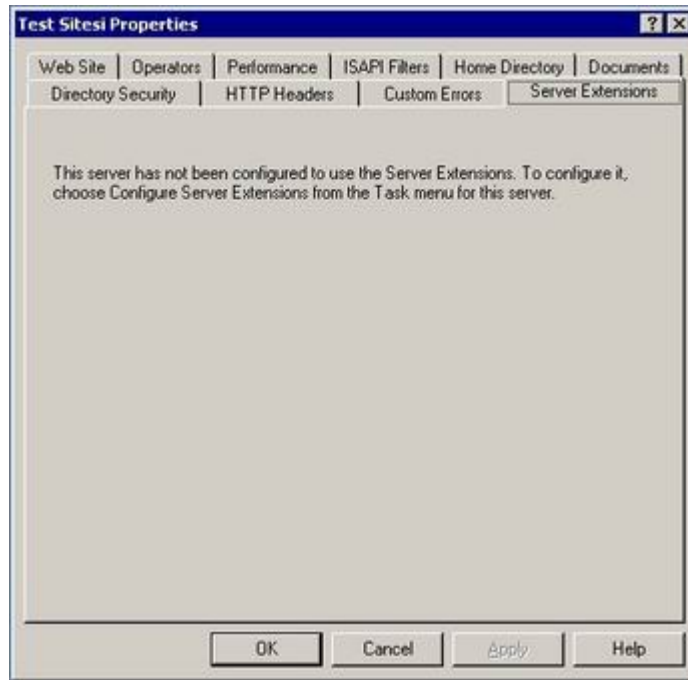 Test Sitesi Properties
Web Site Operators Performance ISAPI Filters Home Directory Documents
Directory Security HTTP Headers Custom Errors Server Extensions
This server has not been configured to use the Server Extensions. To configure it,
choose Configure Server Extensions from the Task menu for this server.
OK Cancel Apply Help